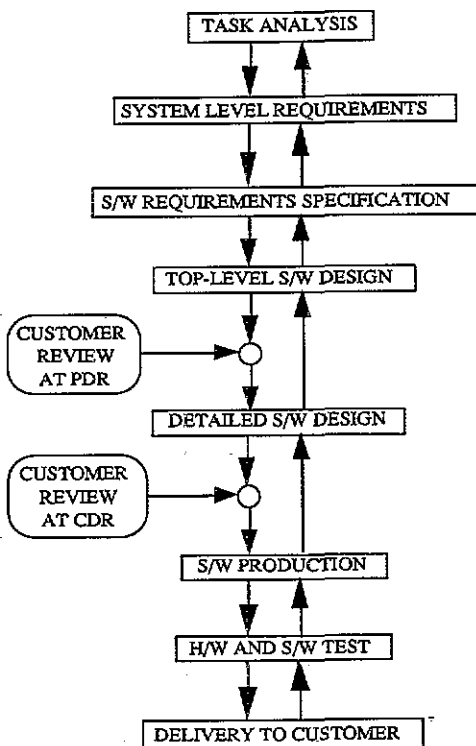 TASK ANALYSIS
SYSTEM LEVEL REQUIREMENTS
S/W REQUIREMENTS SPECIFICATION
TOP-LEVEL S/W DESIGN
CUSTOMER
REVIEW
AT PDR
DETAILED S/W DESIGN
CUSTOMER
REVIEW
AT CDR
S/W PRODUCTION
H/W AND S/W TEST
DELIVERY TO CUSTOMER